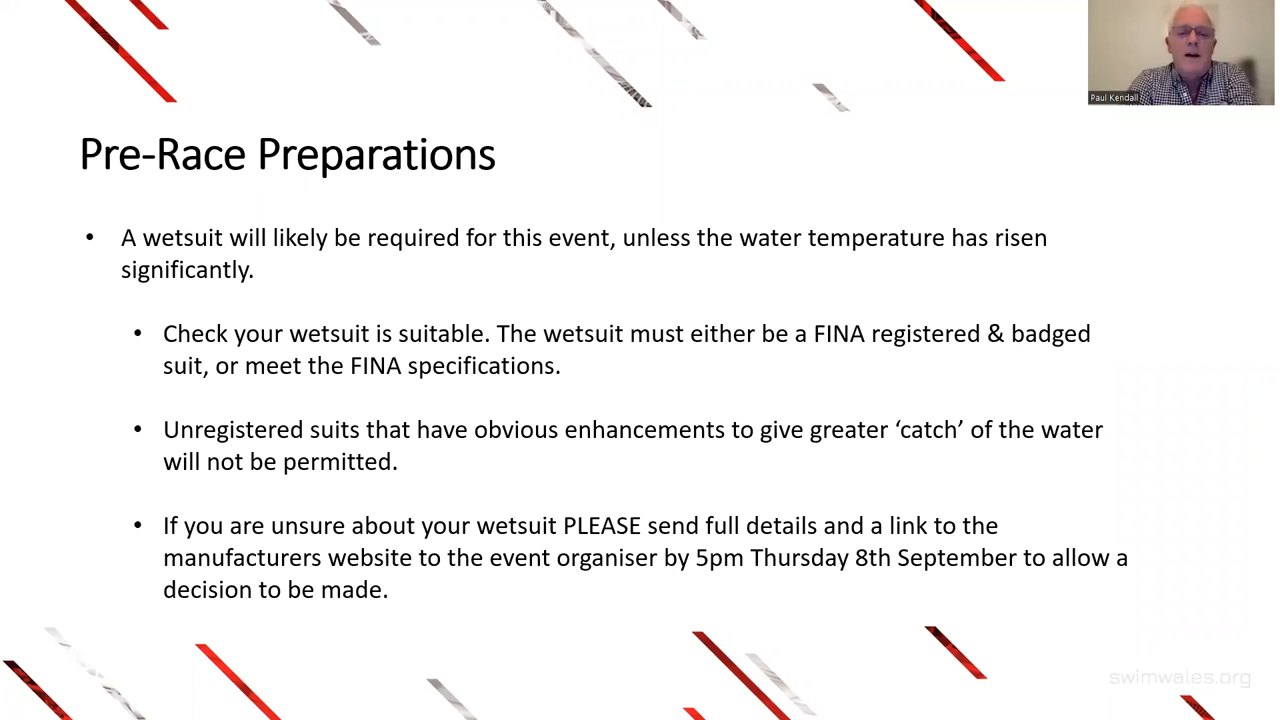 Paul Kendall
Pre-Race Preparations
• A wetsuit will likely be required for this event, unless the water temperature has risen
significantly.
• Check your wetsuit is suitable. The wetsuit must either be a FINA registered & badged
suit, or meet the FINA specifications.
• Unregistered suits that have obvious enhancements to give greater ‘catch’ of the water
will not be permitted.
• If you are unsure about your wetsuit PLEASE send full details and a link to the
manufacturers website to the event organiser by 5pm Thursday 8th September to allow a
decision to be made.
swimwales.org